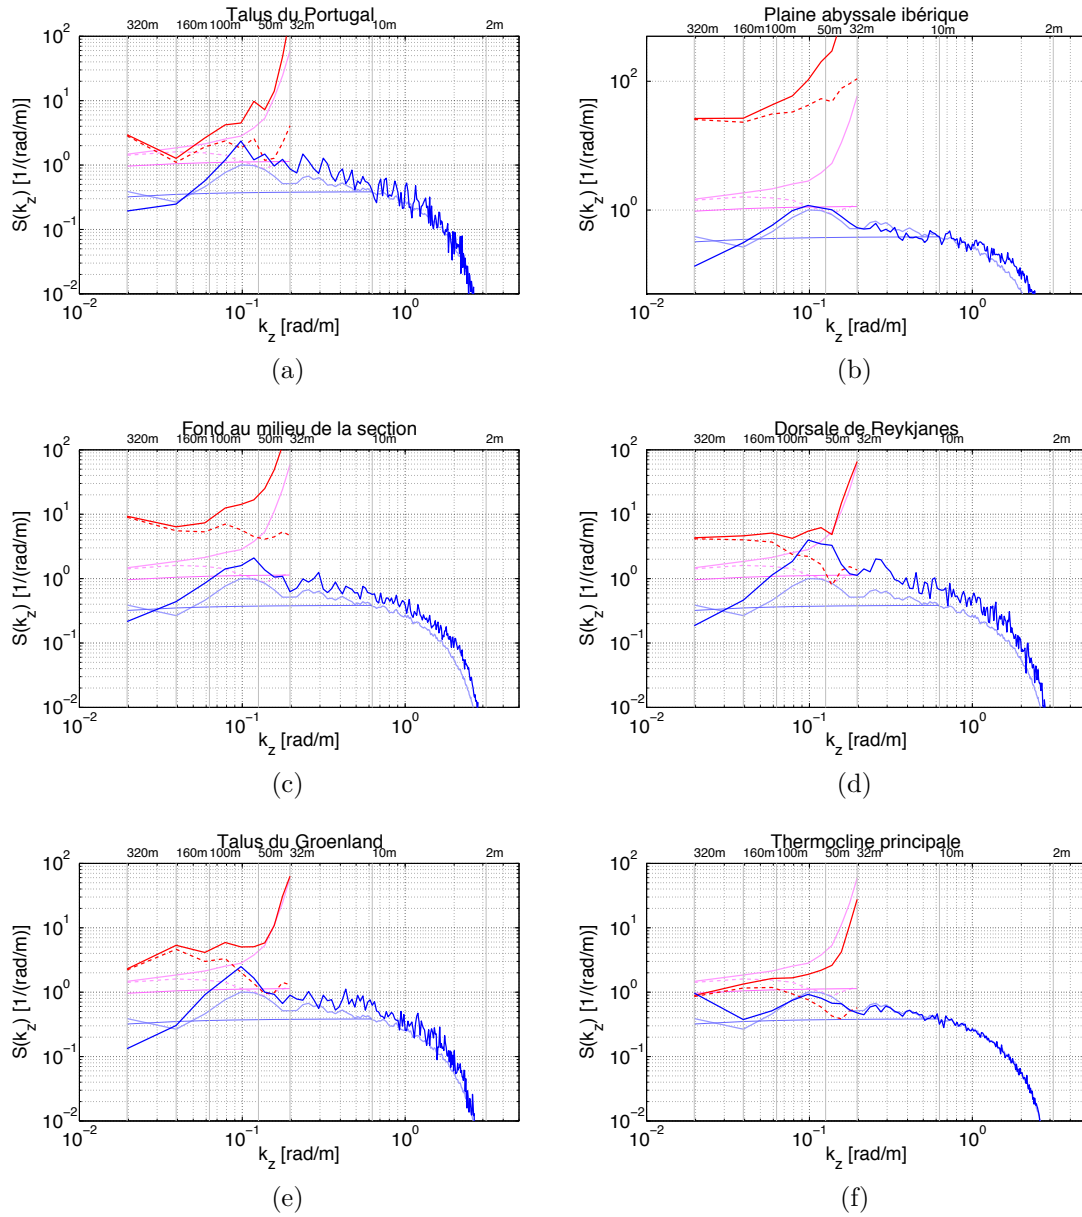 Talus du Portugal
320m 160m 100m 50m 32m 10m 2m
10^2
10^1
10^0
10^−1
10^−2
S(k_z) [1/(rad/m)]
10^−2 10^−1 10^0
k_z [rad/m]
(a)
Plaine abyssale ibérique
320m 160m 100m 50m 32m 10m 2m
10^2
10^0
S(k_z) [1/(rad/m)]
10^−2 10^−1 10^0
k_z [rad/m]
(b)
Fond au milieu de la section
320m 160m 100m 50m 32m 10m 2m
10^2
10^1
10^0
10^−1
10^−2
S(k_z) [1/(rad/m)]
10^−2 10^−1 10^0
k_z [rad/m]
(c)
Dorsale de Reykjanes
320m 160m 100m 50m 32m 10m 2m
10^2
10^1
10^0
10^−1
10^−2
S(k_z) [1/(rad/m)]
10^−2 10^−1 10^0
k_z [rad/m]
(d)
Talus du Groenland
320m 160m 100m 50m 32m 10m 2m
10^2
10^1
10^0
10^−1
10^−2
S(k_z) [1/(rad/m)]
10^−2 10^−1 10^0
k_z [rad/m]
(e)
Thermocline principale
320m 160m 100m 50m 32m 10m 2m
10^2
10^1
10^0
10^−1
10^−2
S(k_z) [1/(rad/m)]
10^−2 10^−1 10^0
k_z [rad/m]
(f)